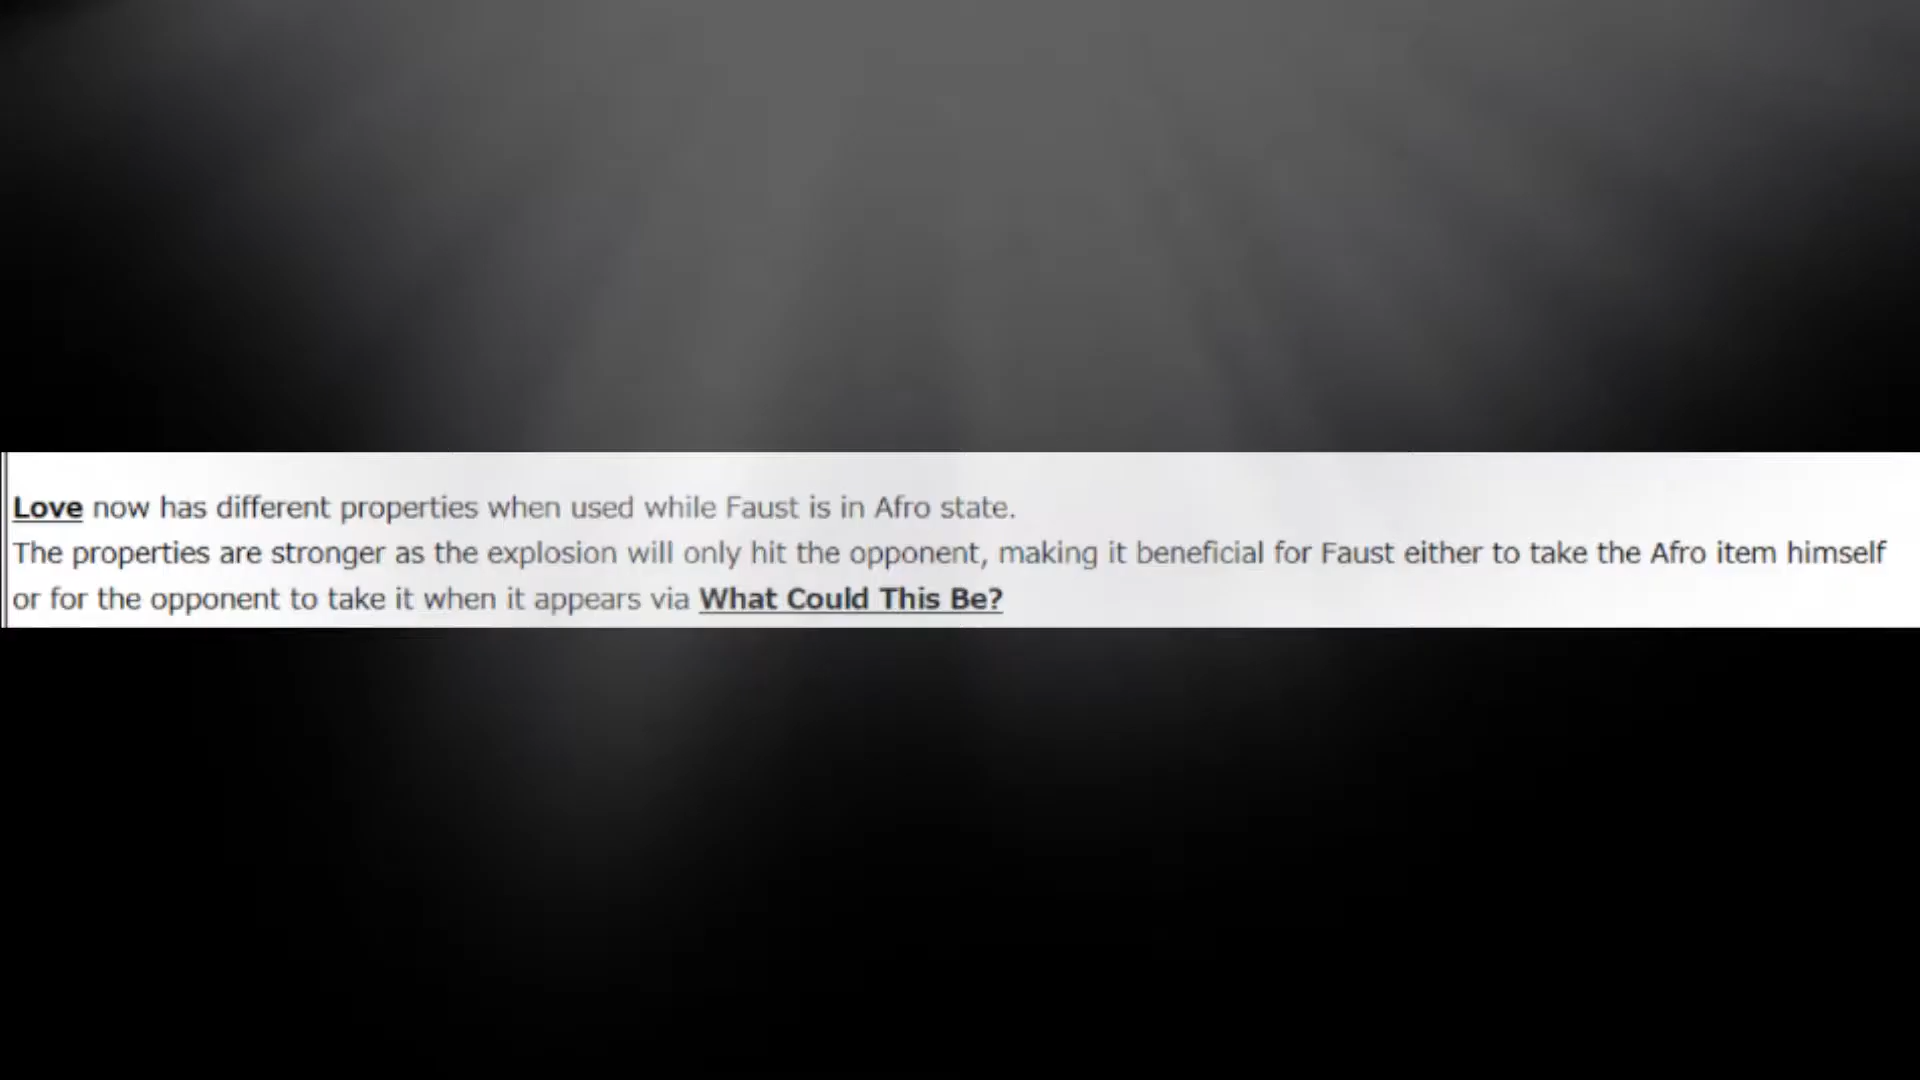 Love now has different properties when used while Faust is in Afro state.
The properties are stronger as the explosion will only hit the opponent, making it beneficial for Faust either to take the Afro item himself
or for the opponent to take it when it appears via What Could This Be?